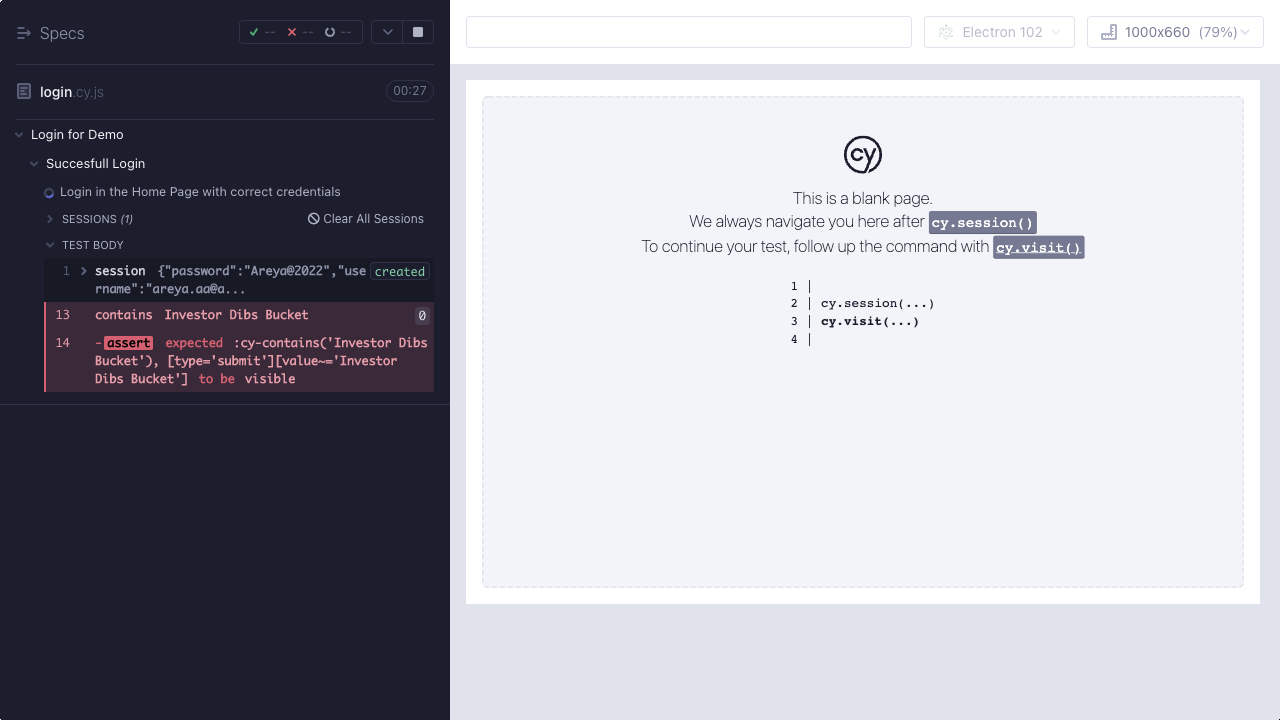 Specs
-- -- --
login.cy.js
00:27
Login for Demo
Succesfull Login
Login in the Home Page with correct credentials
SESSIONS (1)
Clear All Sessions
TEST BODY
1 session {"password":"Areya@2022","use
rname":"areya.aa@a...
created
13 contains Investor Dibs Bucket
0
14 -assert expected :cy-contains('Investor Dibs
Bucket'), [type='submit'][value~='Investor
Dibs Bucket'] to be visible
Electron 102
1000x660 (79%)
cy
This is a blank page.
We always navigate you here after cy.session()
To continue your test, follow up the command with cy.visit()
1 |
2 | cy.session(...)
3 | cy.visit(...)
4 |